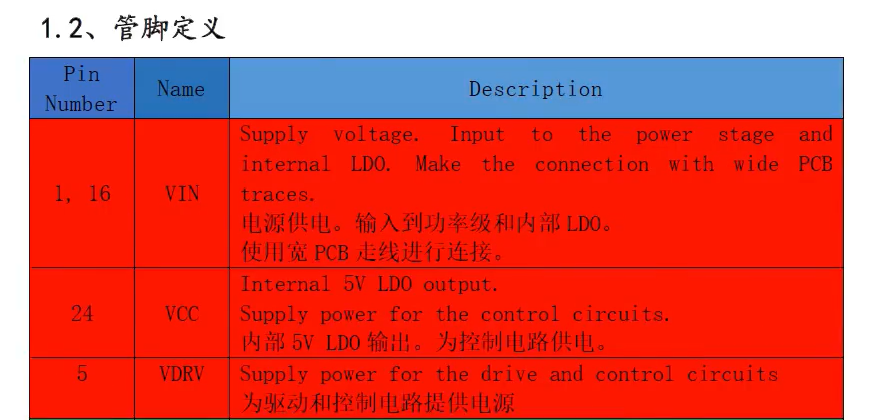 1.2、管脚定义
Pin
Number
Name
Description
1, 16
VIN
Supply voltage. Input to the power stage and
internal LDO. Make the connection with wide PCB
traces.
电源供电。输入到功率级和内部 LDO。
使用宽 PCB 走线进行连接。
24
VCC
Internal 5V LDO output.
Supply power for the control circuits.
内部 5V LDO 输出。为控制电路供电。
5
VDRV
Supply power for the drive and control circuits
为驱动和控制电路提供电源